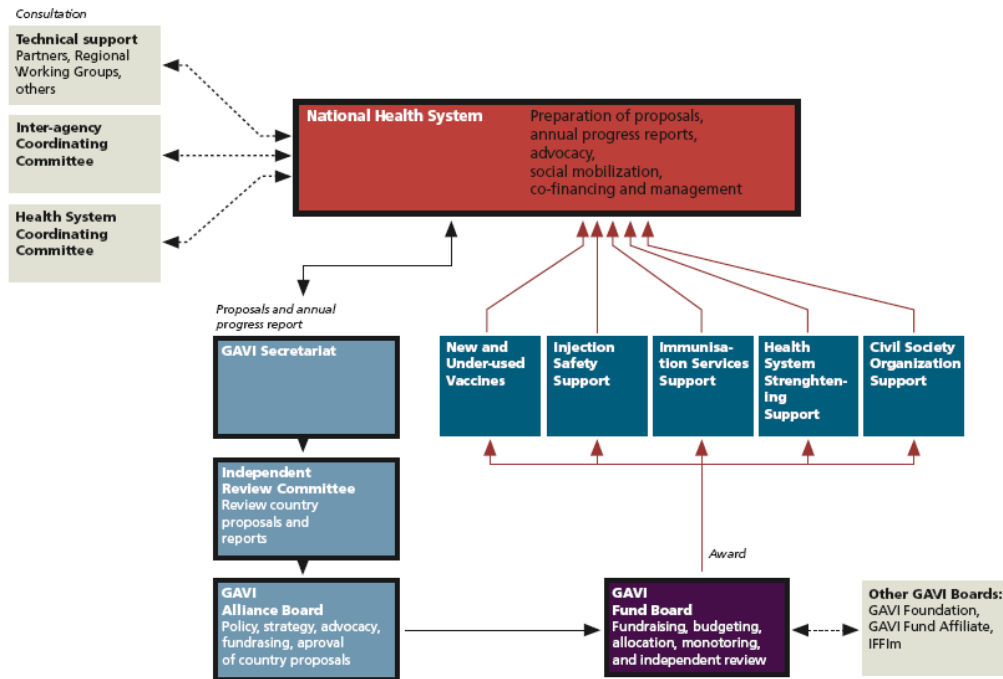 Consultation
Technical support
Partners, Regional
Working Groups,
others
Inter-agency
Coordinating
Committee
Health System
Coordinating
Committee
National Health System
Preparation of proposals,
annual progress reports,
advocacy,
social mobilization,
co-financing and management
Proposals and annual
progress report
GAVI Secretariat
New and
Under-used
Vaccines
Injection
Safety
Support
Immunisa-
tion Services
Support
Health
System
Strenghten-
ing
Support
Civil Society
Organization
Support
Independent
Review Committee
Review country
proposals and
reports
Award
GAVI
Alliance Board
Policy, strategy, advocacy,
fundrasing, aproval
of country proposals
GAVI
Fund Board
Fundraising, budgeting,
allocation, monotoring,
and independent review
Other GAVI Boards:
GAVI Foundation,
GAVI Fund Affiliate,
IFFIm